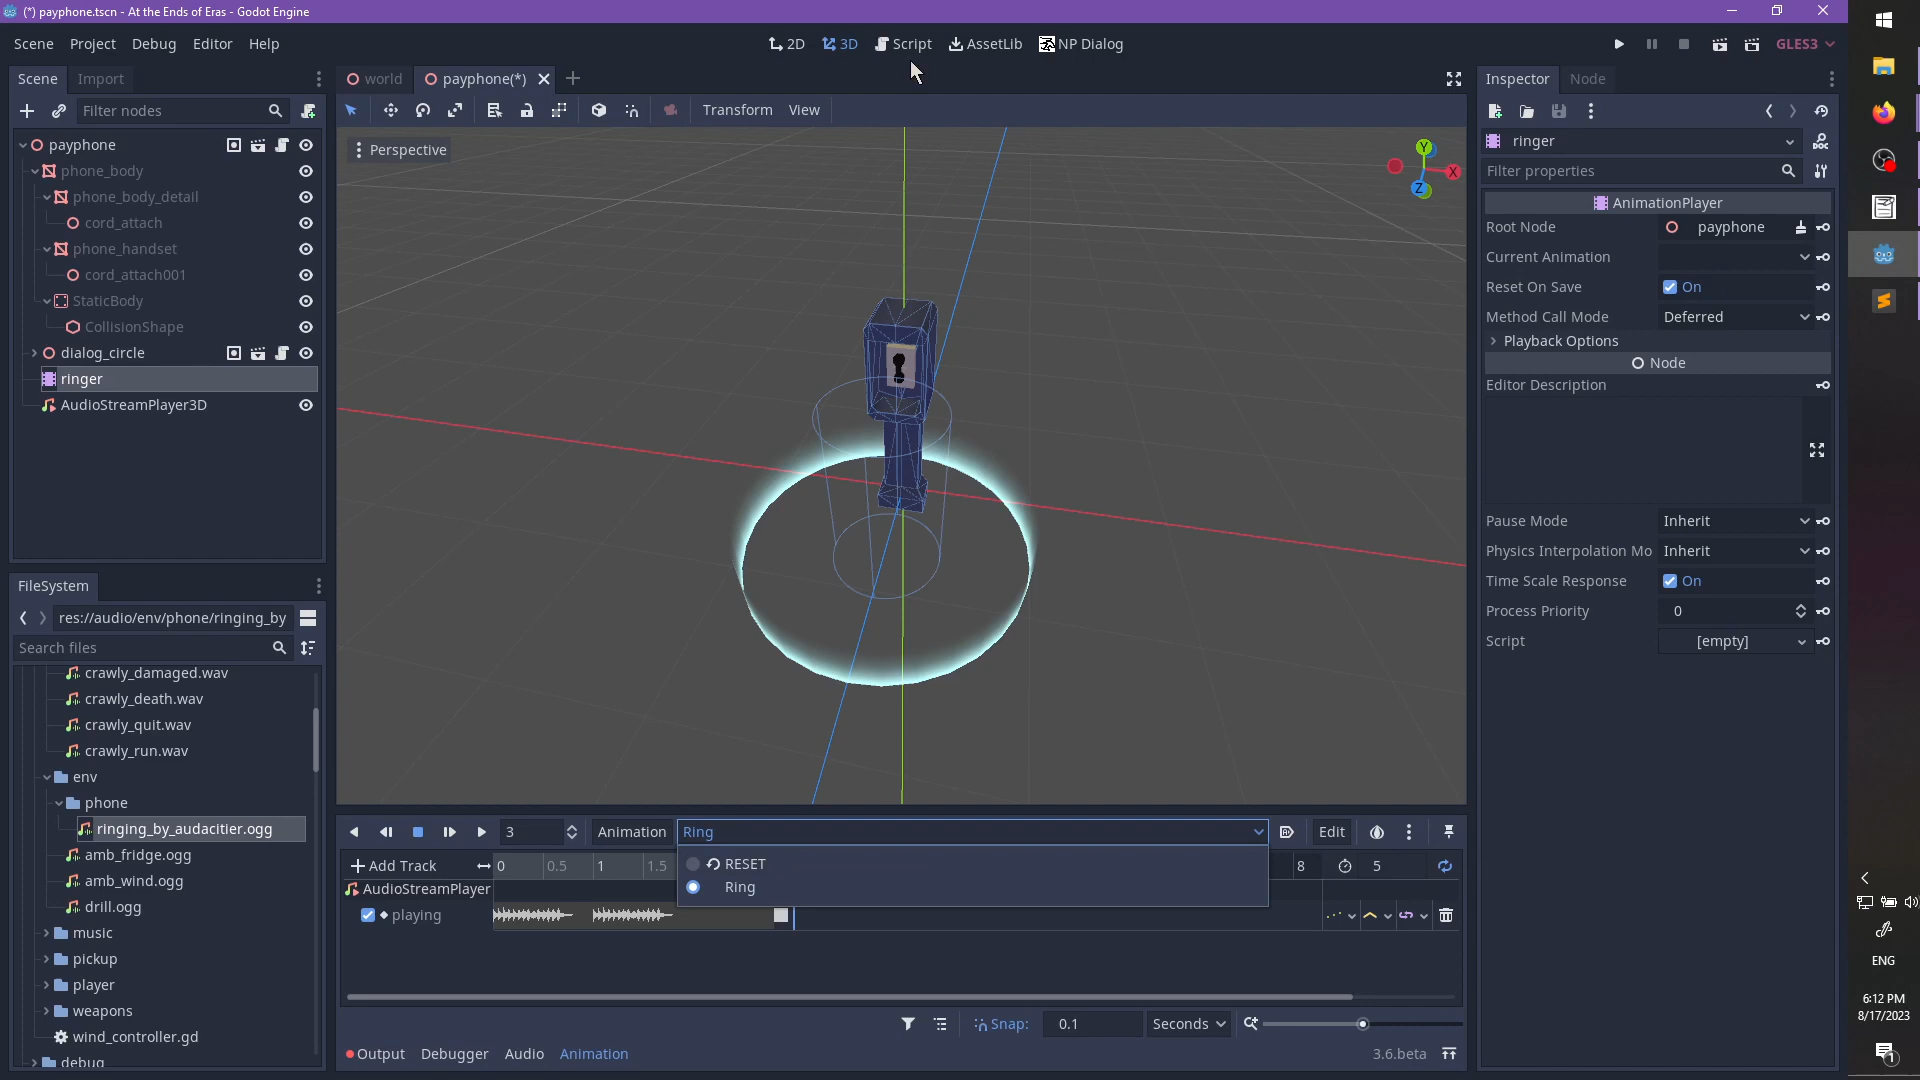 (*) payphone.tscn - At the Ends of Eras - Godot Engine
Scene Project Debug Editor Help
2D 3D Script AssetLib NP Dialog
GLES3
Scene Import
Filter nodes
payphone
phone_body
phone_body_detail
cord_attach
phone_handset
cord_attach001
StaticBody
CollisionShape
dialog_circle
ringer
AudioStreamPlayer3D
FileSystem
res://audio/env/phone/ringing_by
Search files
crawly_damaged.wav
crawly_death.wav
crawly_quit.wav
crawly_run.wav
env
phone
ringing_by_audacitier.ogg
amb_fridge.ogg
amb_wind.ogg
drill.ogg
music
pickup
player
weapons
wind_controller.gd
debug
world payphone(*)
Transform View
Perspective
Y
X
Z
3 Animation Ring Edit
Add Track 0 0.5 1 1.5 8 5
RESET
Ring
AudioStreamPlayer
playing
Snap: 0.1 Seconds
Output Debugger Audio Animation 3.6.beta
Inspector Node
ringer
Filter properties
AnimationPlayer
Root Node payphone
Current Animation
Reset On Save On
Method Call Mode Deferred
Playback Options
Node
Editor Description
Pause Mode Inherit
Physics Interpolation Mo Inherit
Time Scale Response On
Process Priority 0
Script [empty]
ENG
6:12 PM
8/17/2023
1